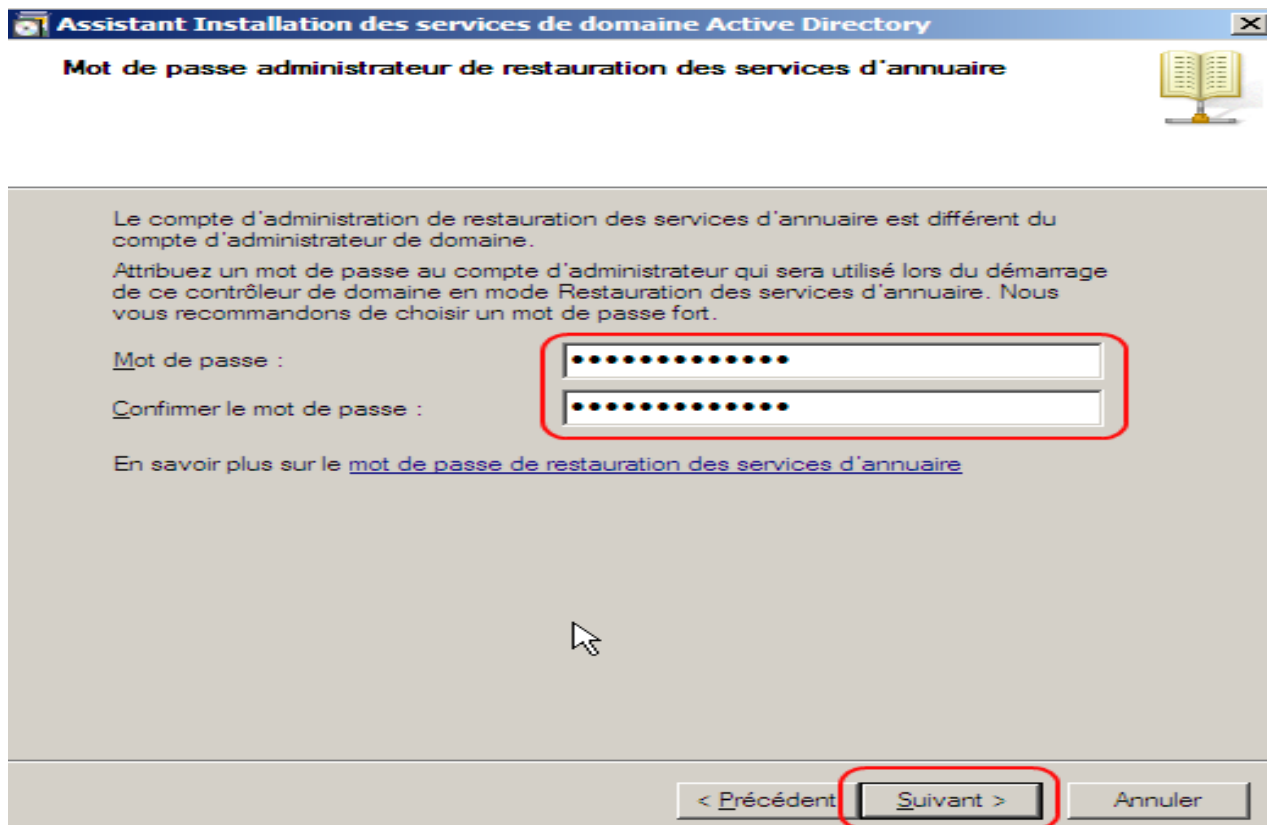 Assistant Installation des services de domaine Active Directory
Mot de passe administrateur de restauration des services d'annuaire
Le compte d'administration de restauration des services d'annuaire est différent du
compte d'administrateur de domaine.
Attribuez un mot de passe au compte d'administrateur qui sera utilisé lors du démarrage
de ce contrôleur de domaine en mode Restauration des services d'annuaire. Nous
vous recommandons de choisir un mot de passe fort.
Mot de passe : •••••••••••••
Confirmer le mot de passe : •••••••••••••
En savoir plus sur le mot de passe de restauration des services d'annuaire
< Précédent Suivant > Annuler